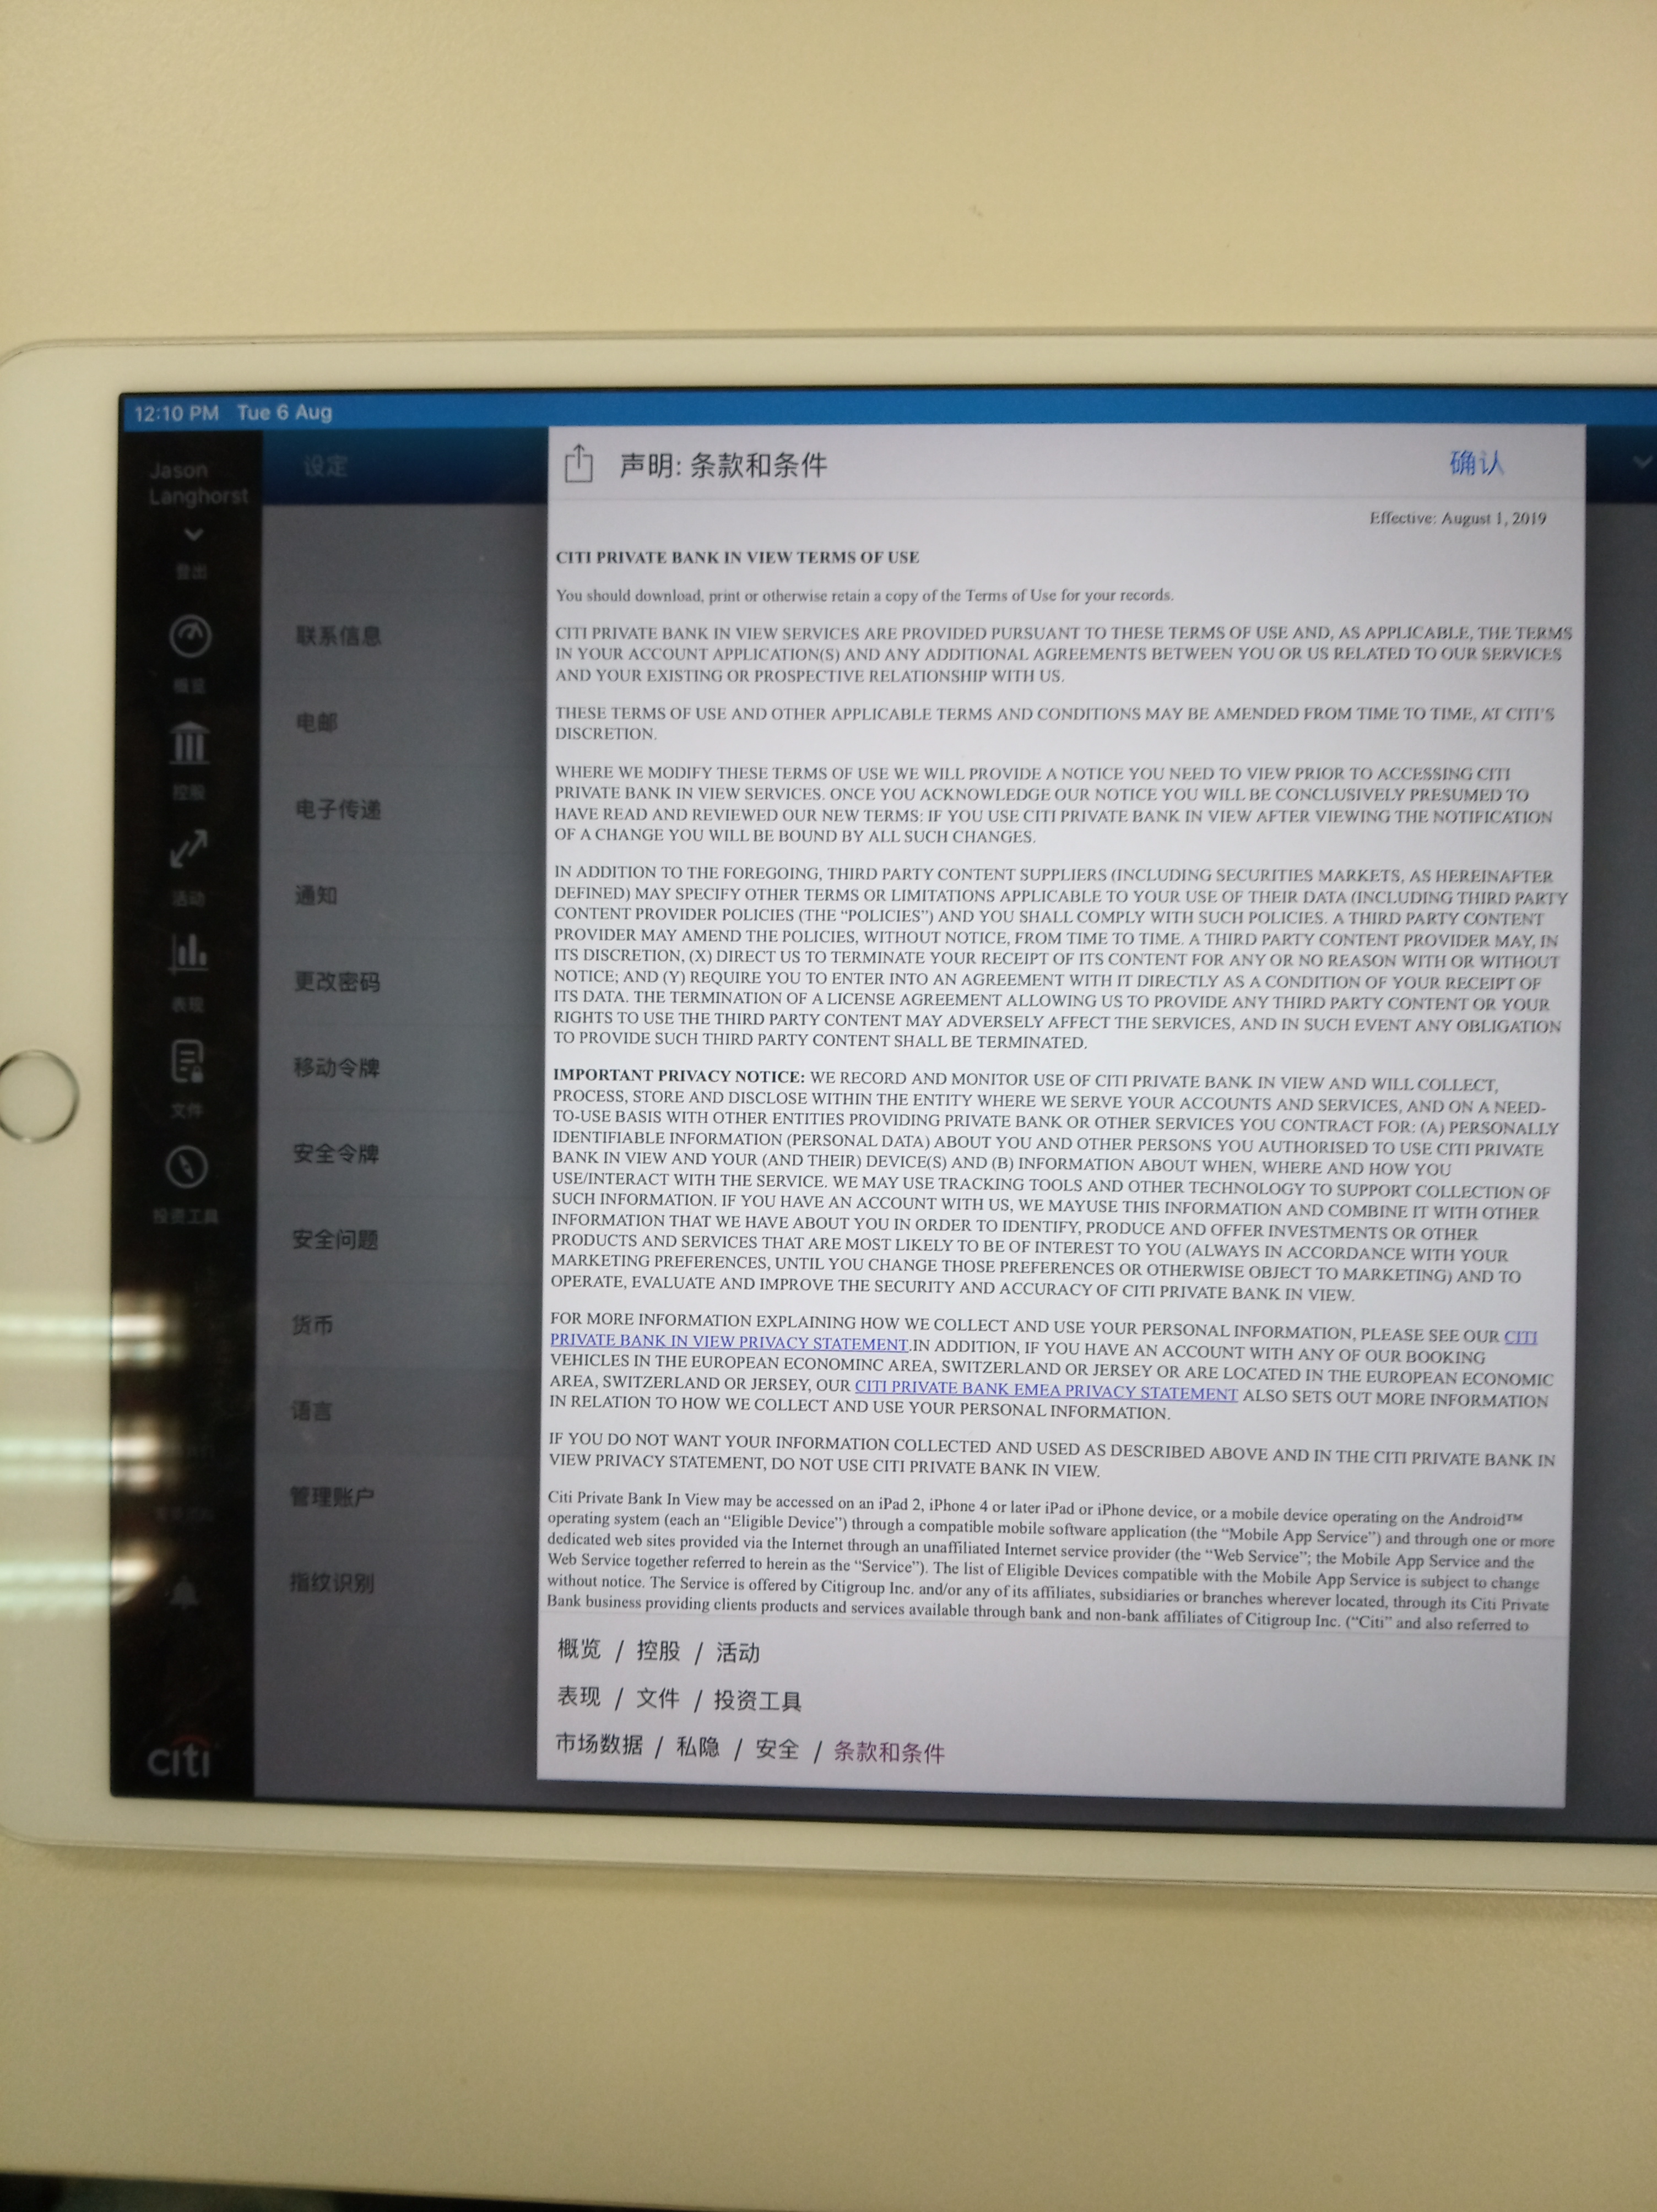 12:10 PM Tue 6 Aug
Jason
Langhorst
登出
概览
控股
活动
表现
文件
投资工具
citi
设定
联系信息
电邮
电子传递
通知
更改密码
移动令牌
安全令牌
安全问题
货币
语言
管理账户
指纹识别
声明: 条款和条件
确认
Effective: August 1, 2019
CITI PRIVATE BANK IN VIEW TERMS OF USE
You should download, print or otherwise retain a copy of the Terms of Use for your records.
CITI PRIVATE BANK IN VIEW SERVICES ARE PROVIDED PURSUANT TO THESE TERMS OF USE AND, AS APPLICABLE, THE TERMS
IN YOUR ACCOUNT APPLICATION(S) AND ANY ADDITIONAL AGREEMENTS BETWEEN YOU OR US RELATED TO OUR SERVICES
AND YOUR EXISTING OR PROSPECTIVE RELATIONSHIP WITH US.
THESE TERMS OF USE AND OTHER APPLICABLE TERMS AND CONDITIONS MAY BE AMENDED FROM TIME TO TIME, AT CITI'S
DISCRETION.
WHERE WE MODIFY THESE TERMS OF USE WE WILL PROVIDE A NOTICE YOU NEED TO VIEW PRIOR TO ACCESSING CITI
PRIVATE BANK IN VIEW SERVICES. ONCE YOU ACKNOWLEDGE OUR NOTICE YOU WILL BE CONCLUSIVELY PRESUMED TO
HAVE READ AND REVIEWED OUR NEW TERMS: IF YOU USE CITI PRIVATE BANK IN VIEW AFTER VIEWING THE NOTIFICATION
OF A CHANGE YOU WILL BE BOUND BY ALL SUCH CHANGES.
IN ADDITION TO THE FOREGOING, THIRD PARTY CONTENT SUPPLIERS (INCLUDING SECURITIES MARKETS, AS HEREINAFTER
DEFINED) MAY SPECIFY OTHER TERMS OR LIMITATIONS APPLICABLE TO YOUR USE OF THEIR DATA (INCLUDING THIRD PARTY
CONTENT PROVIDER POLICIES (THE “POLICIES”) AND YOU SHALL COMPLY WITH SUCH POLICIES. A THIRD PARTY CONTENT
PROVIDER MAY AMEND THE POLICIES, WITHOUT NOTICE, FROM TIME TO TIME. A THIRD PARTY CONTENT PROVIDER MAY, IN
ITS DISCRETION, (X) DIRECT US TO TERMINATE YOUR RECEIPT OF ITS CONTENT FOR ANY OR NO REASON WITH OR WITHOUT
NOTICE; AND (Y) REQUIRE YOU TO ENTER INTO AN AGREEMENT WITH IT DIRECTLY AS A CONDITION OF YOUR RECEIPT OF
ITS DATA. THE TERMINATION OF A LICENSE AGREEMENT ALLOWING US TO PROVIDE ANY THIRD PARTY CONTENT OR YOUR
RIGHTS TO USE THE THIRD PARTY CONTENT MAY ADVERSELY AFFECT THE SERVICES, AND IN SUCH EVENT ANY OBLIGATION
TO PROVIDE SUCH THIRD PARTY CONTENT SHALL BE TERMINATED.
IMPORTANT PRIVACY NOTICE: WE RECORD AND MONITOR USE OF CITI PRIVATE BANK IN VIEW AND WILL COLLECT,
PROCESS, STORE AND DISCLOSE WITHIN THE ENTITY WHERE WE SERVE YOUR ACCOUNTS AND SERVICES, AND ON A NEED-
TO-USE BASIS WITH OTHER ENTITIES PROVIDING PRIVATE BANK OR OTHER SERVICES YOU CONTRACT FOR: (A) PERSONALLY
IDENTIFIABLE INFORMATION (PERSONAL DATA) ABOUT YOU AND OTHER PERSONS YOU AUTHORISED TO USE CITI PRIVATE
BANK IN VIEW AND YOUR (AND THEIR) DEVICE(S) AND (B) INFORMATION ABOUT WHEN, WHERE AND HOW YOU
USE/INTERACT WITH THE SERVICE. WE MAY USE TRACKING TOOLS AND OTHER TECHNOLOGY TO SUPPORT COLLECTION OF
SUCH INFORMATION. IF YOU HAVE AN ACCOUNT WITH US, WE MAYUSE THIS INFORMATION AND COMBINE IT WITH OTHER
INFORMATION THAT WE HAVE ABOUT YOU IN ORDER TO IDENTIFY, PRODUCE AND OFFER INVESTMENTS OR OTHER
PRODUCTS AND SERVICES THAT ARE MOST LIKELY TO BE OF INTEREST TO YOU (ALWAYS IN ACCORDANCE WITH YOUR
MARKETING PREFERENCES, UNTIL YOU CHANGE THOSE PREFERENCES OR OTHERWISE OBJECT TO MARKETING) AND TO
OPERATE, EVALUATE AND IMPROVE THE SECURITY AND ACCURACY OF CITI PRIVATE BANK IN VIEW.
FOR MORE INFORMATION EXPLAINING HOW WE COLLECT AND USE YOUR PERSONAL INFORMATION, PLEASE SEE OUR CITI
PRIVATE BANK IN VIEW PRIVACY STATEMENT.IN ADDITION, IF YOU HAVE AN ACCOUNT WITH ANY OF OUR BOOKING
VEHICLES IN THE EUROPEAN ECONOMINC AREA, SWITZERLAND OR JERSEY OR ARE LOCATED IN THE EUROPEAN ECONOMIC
AREA, SWITZERLAND OR JERSEY, OUR CITI PRIVATE BANK EMEA PRIVACY STATEMENT ALSO SETS OUT MORE INFORMATION
IN RELATION TO HOW WE COLLECT AND USE YOUR PERSONAL INFORMATION.
IF YOU DO NOT WANT YOUR INFORMATION COLLECTED AND USED AS DESCRIBED ABOVE AND IN THE CITI PRIVATE BANK IN
VIEW PRIVACY STATEMENT, DO NOT USE CITI PRIVATE BANK IN VIEW.
Citi Private Bank In View may be accessed on an iPad 2, iPhone 4 or later iPad or iPhone device, or a mobile device operating on the Android™
operating system (each an “Eligible Device”) through a compatible mobile software application (the “Mobile App Service”) and through one or more
dedicated web sites provided via the Internet through an unaffiliated Internet service provider (the “Web Service”; the Mobile App Service and the
Web Service together referred to herein as the “Service”). The list of Eligible Devices compatible with the Mobile App Service is subject to change
without notice. The Service is offered by Citigroup Inc. and/or any of its affiliates, subsidiaries or branches wherever located, through its Citi Private
Bank business providing clients products and services available through bank and non-bank affiliates of Citigroup Inc. (“Citi” and also referred to
概览 / 控股 / 活动
表现 / 文件 / 投资工具
市场数据 / 私隐 / 安全 / 条款和条件